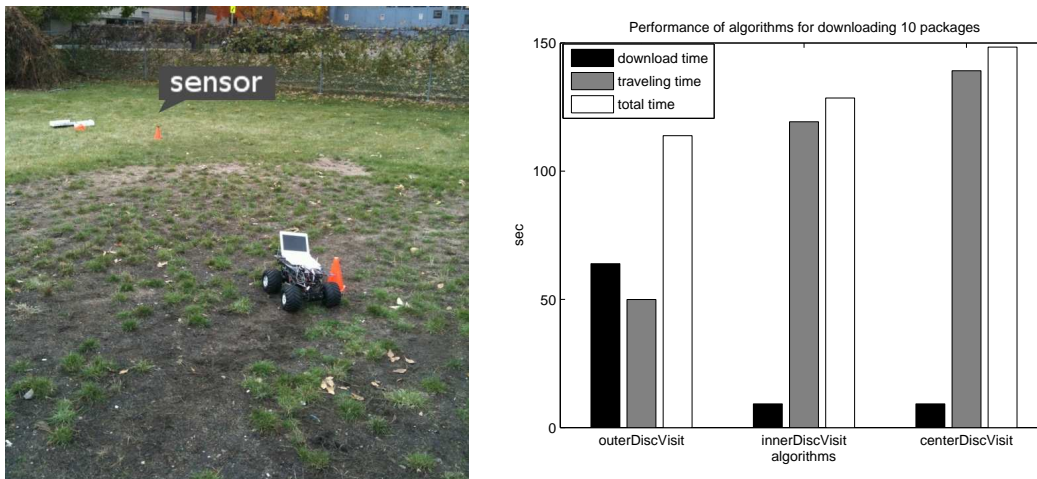 sensor
Performance of algorithms for downloading 10 packages
download time
traveling time
total time
150
100
50
0
sec
outerDiscVisit
innerDiscVisit
centerDiscVisit
algorithms